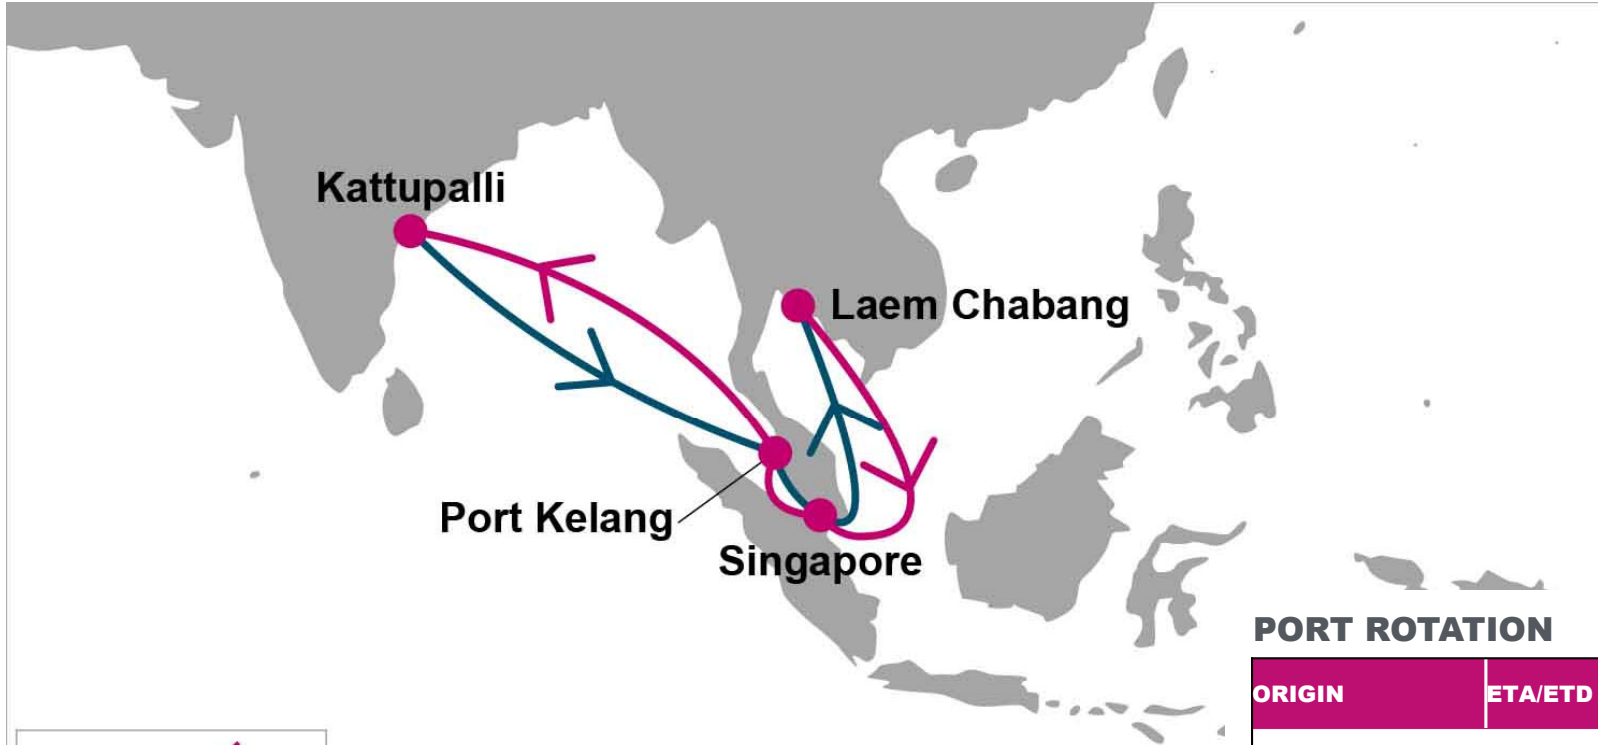 Kattupalli
Laem Chabang
Port Kelang
Singapore
PORT ROTATION
ORIGIN ETA/ETD